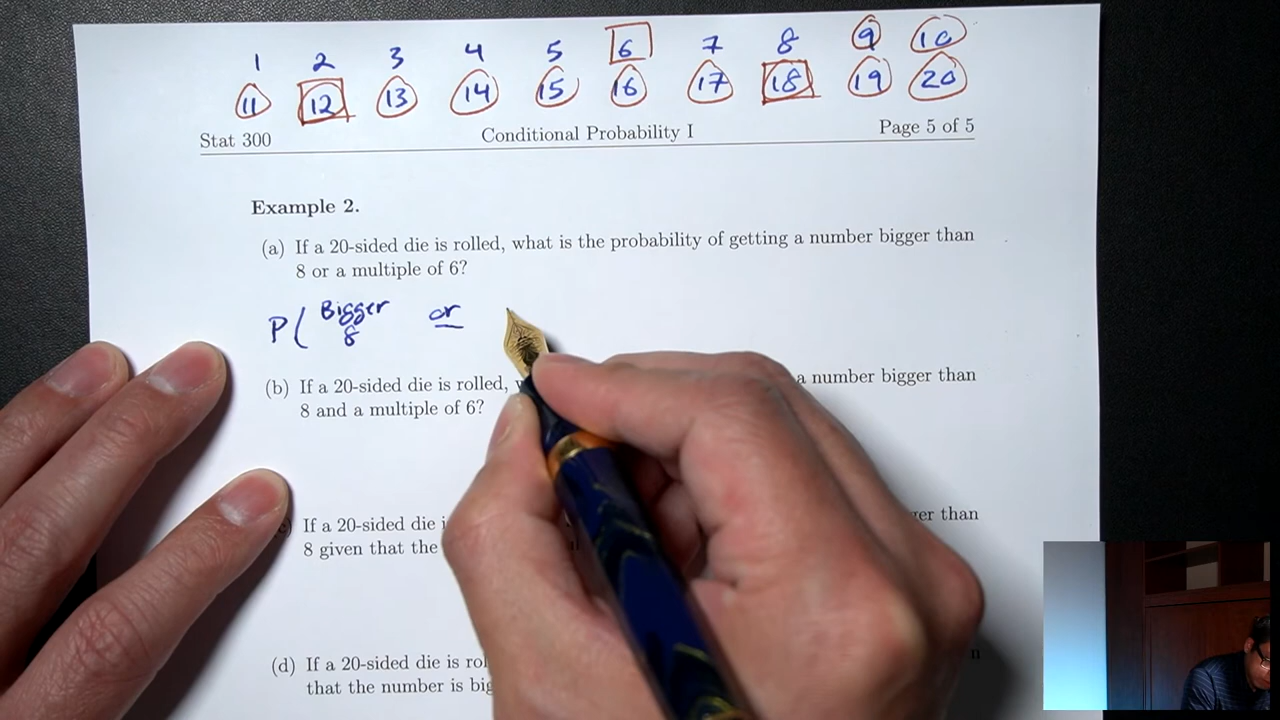 1 2 3 4 5 6 7 8 9 10
11 12 13 14 15 16 17 18 19 20
Stat 300 Conditional Probability I Page 5 of 5
Example 2.
(a) If a 20-sided die is rolled, what is the probability of getting a number bigger than
8 or a multiple of 6?
P( Bigger 8 or
(b) If a 20-sided die is rolled, a number bigger than
8 and a multiple of 6?
If a 20-sided die than
8 given that the
(d) If a 20-sided die is
that the number is